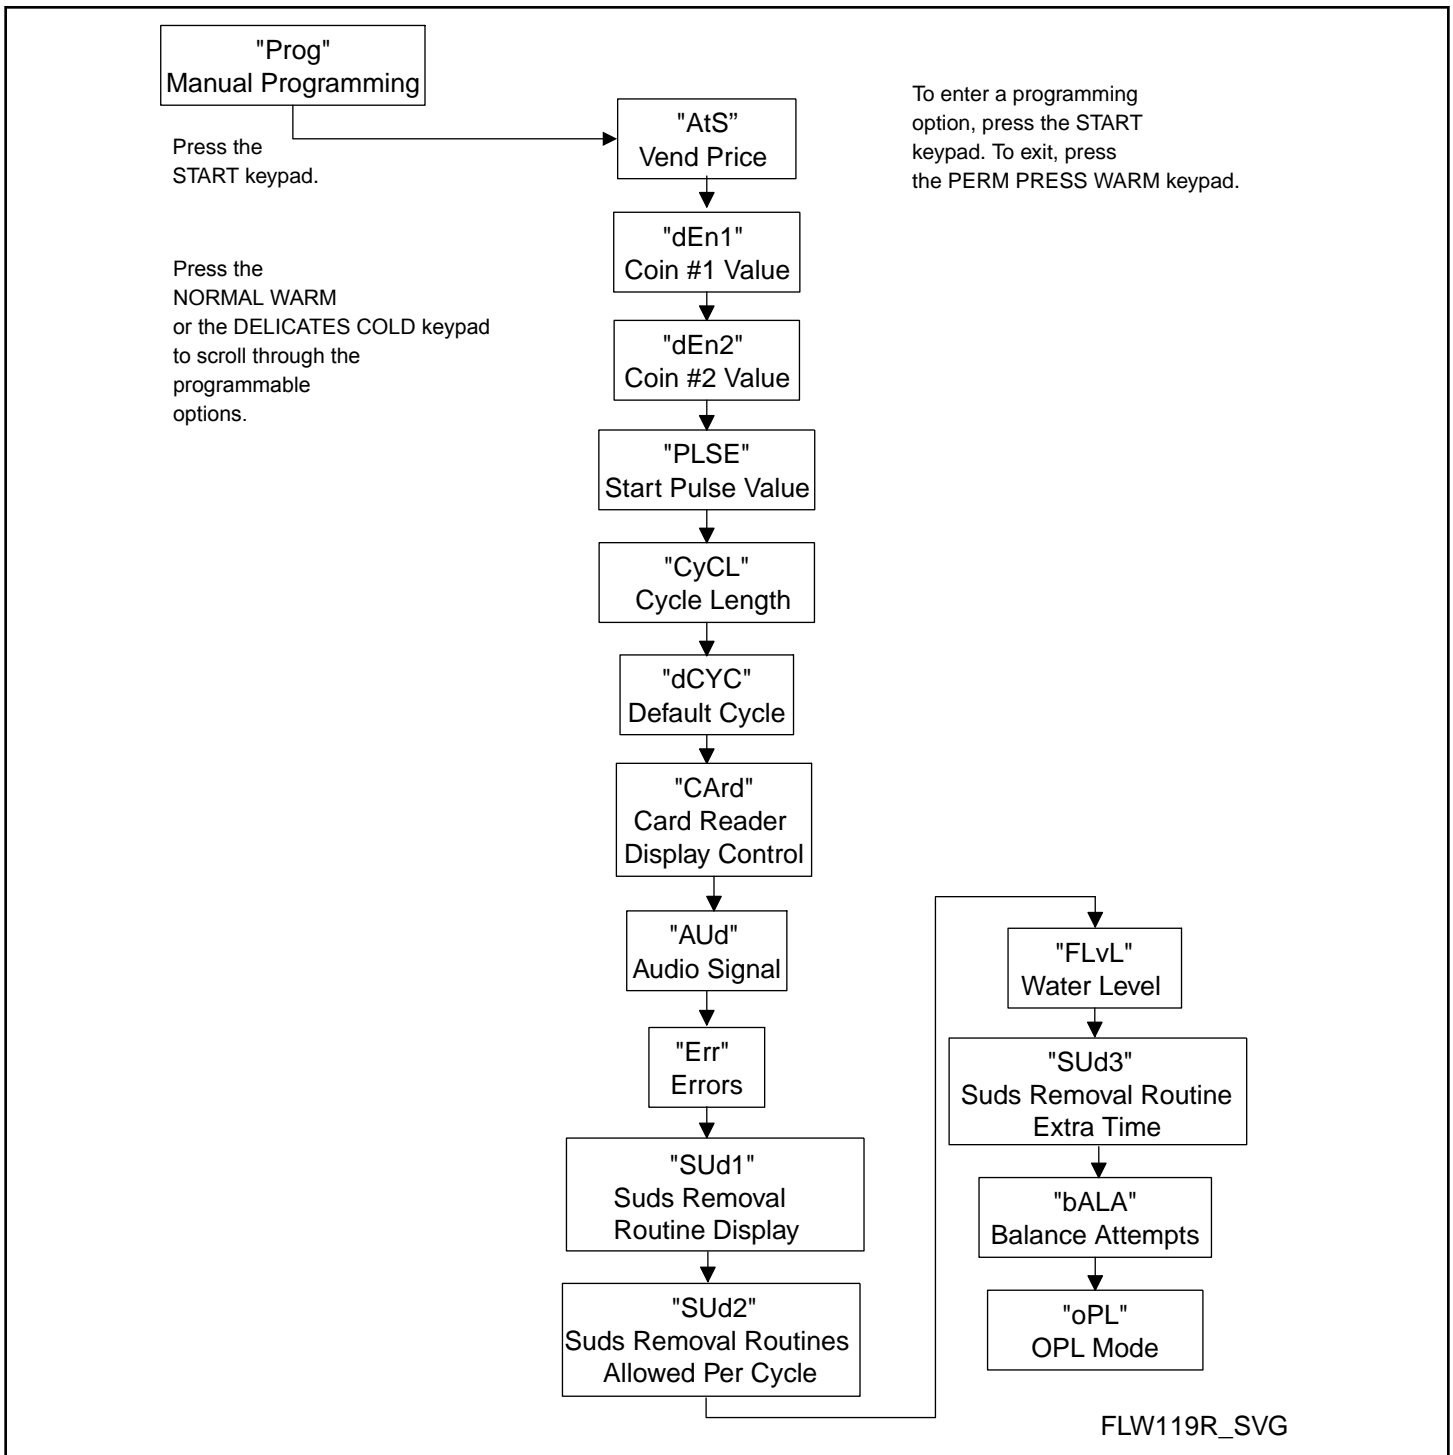 "Prog"
Manual Programming
Press the
START keypad.
Press the
NORMAL WARM
or the DELICATES COLD keypad
to scroll through the
programmable
options.
"AtS”
Vend Price
"dEn1"
Coin #1 Value
"dEn2"
Coin #2 Value
"PLSE"
Start Pulse Value
"CyCL"
Cycle Length
"dCYC"
Default Cycle
"CArd"
Card Reader
Display Control
"AUd"
Audio Signal
"Err"
Errors
"SUd1"
Suds Removal
Routine Display
"SUd2"
Suds Removal Routines
Allowed Per Cycle
To enter a programming
option, press the START
keypad. To exit, press
the PERM PRESS WARM keypad.
"FLvL"
Water Level
"SUd3"
Suds Removal Routine
Extra Time
"bALA"
Balance Attempts
"oPL"
OPL Mode
FLW119R_SVG